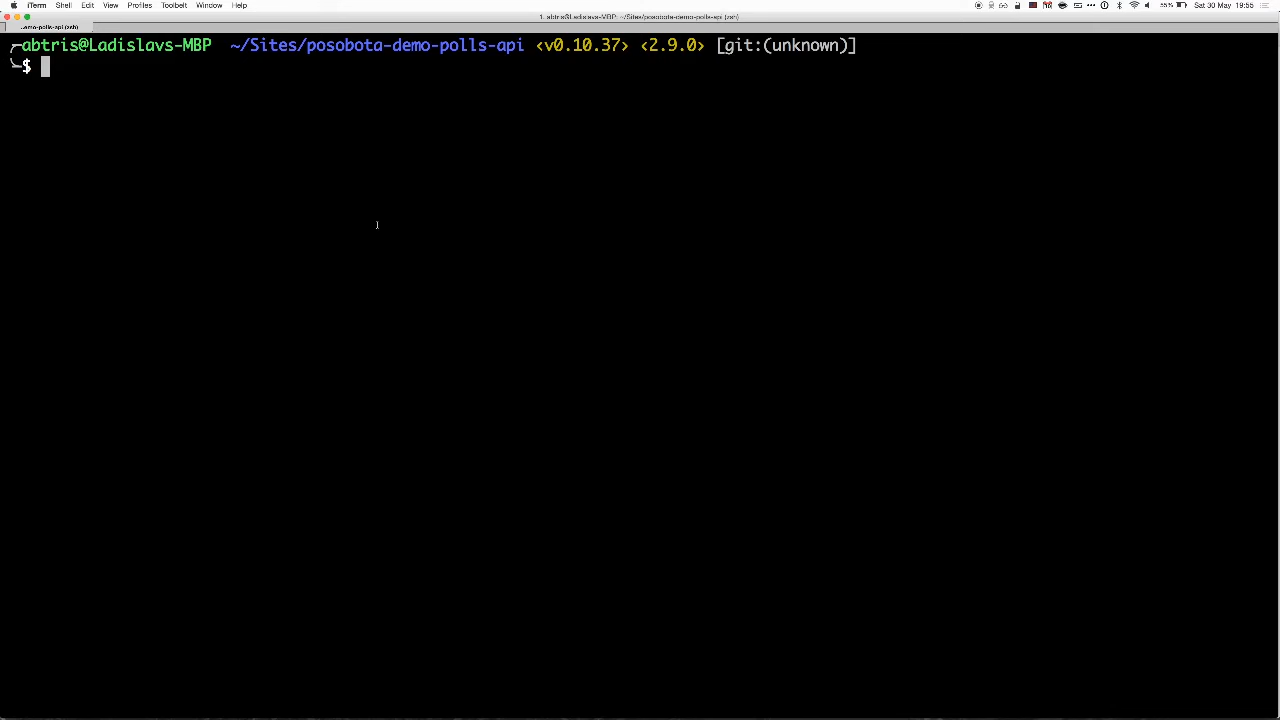 iTerm Shell Edit View Profiles Toolbelt Window Help 55% Sat 30 May 19:55
1. abtris@Ladislavs-MBP: ~/Sites/posobota-demo-polls-api (zsh)
..emo-polls-api (zsh)
abtris@Ladislavs-MBP ~/Sites/posobota-demo-polls-api <v0.10.37> <2.9.0> [git:(unknown)]
$